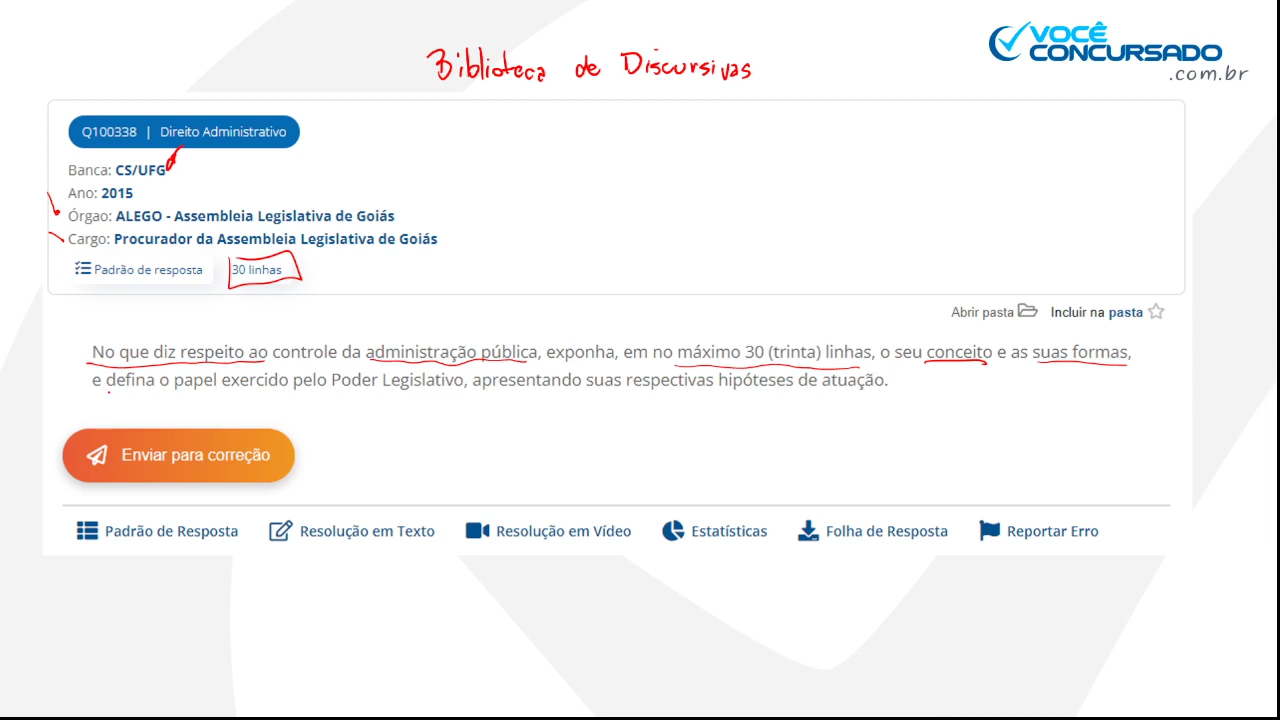 Biblioteca de Discursivas
VOCÊ
CONCURSADO
.com.br
Q100338 | Direito Administrativo
Banca: CS/UFG
Ano: 2015
Órgao: ALEGO - Assembleia Legislativa de Goiás
Cargo: Procurador da Assembleia Legislativa de Goiás
Padrão de resposta 30 linhas
Abrir pasta Incluir na pasta
No que diz respeito ao controle da administração pública, exponha, em no máximo 30 (trinta) linhas, o seu conceito e as suas formas,
e defina o papel exercido pelo Poder Legislativo, apresentando suas respectivas hipóteses de atuação.
Enviar para correção
Padrão de Resposta Resolução em Texto Resolução em Vídeo Estatísticas Folha de Resposta Reportar Erro